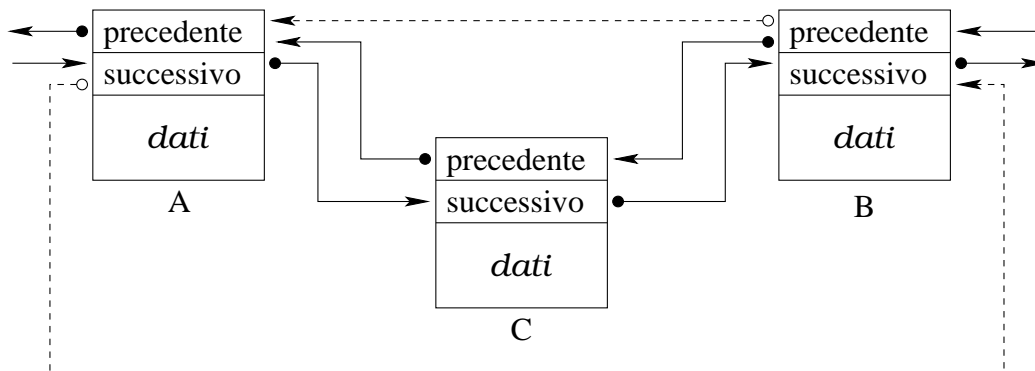 precedente
successivo
dati
A
precedente
successivo
dati
C
precedente
successivo
dati
B